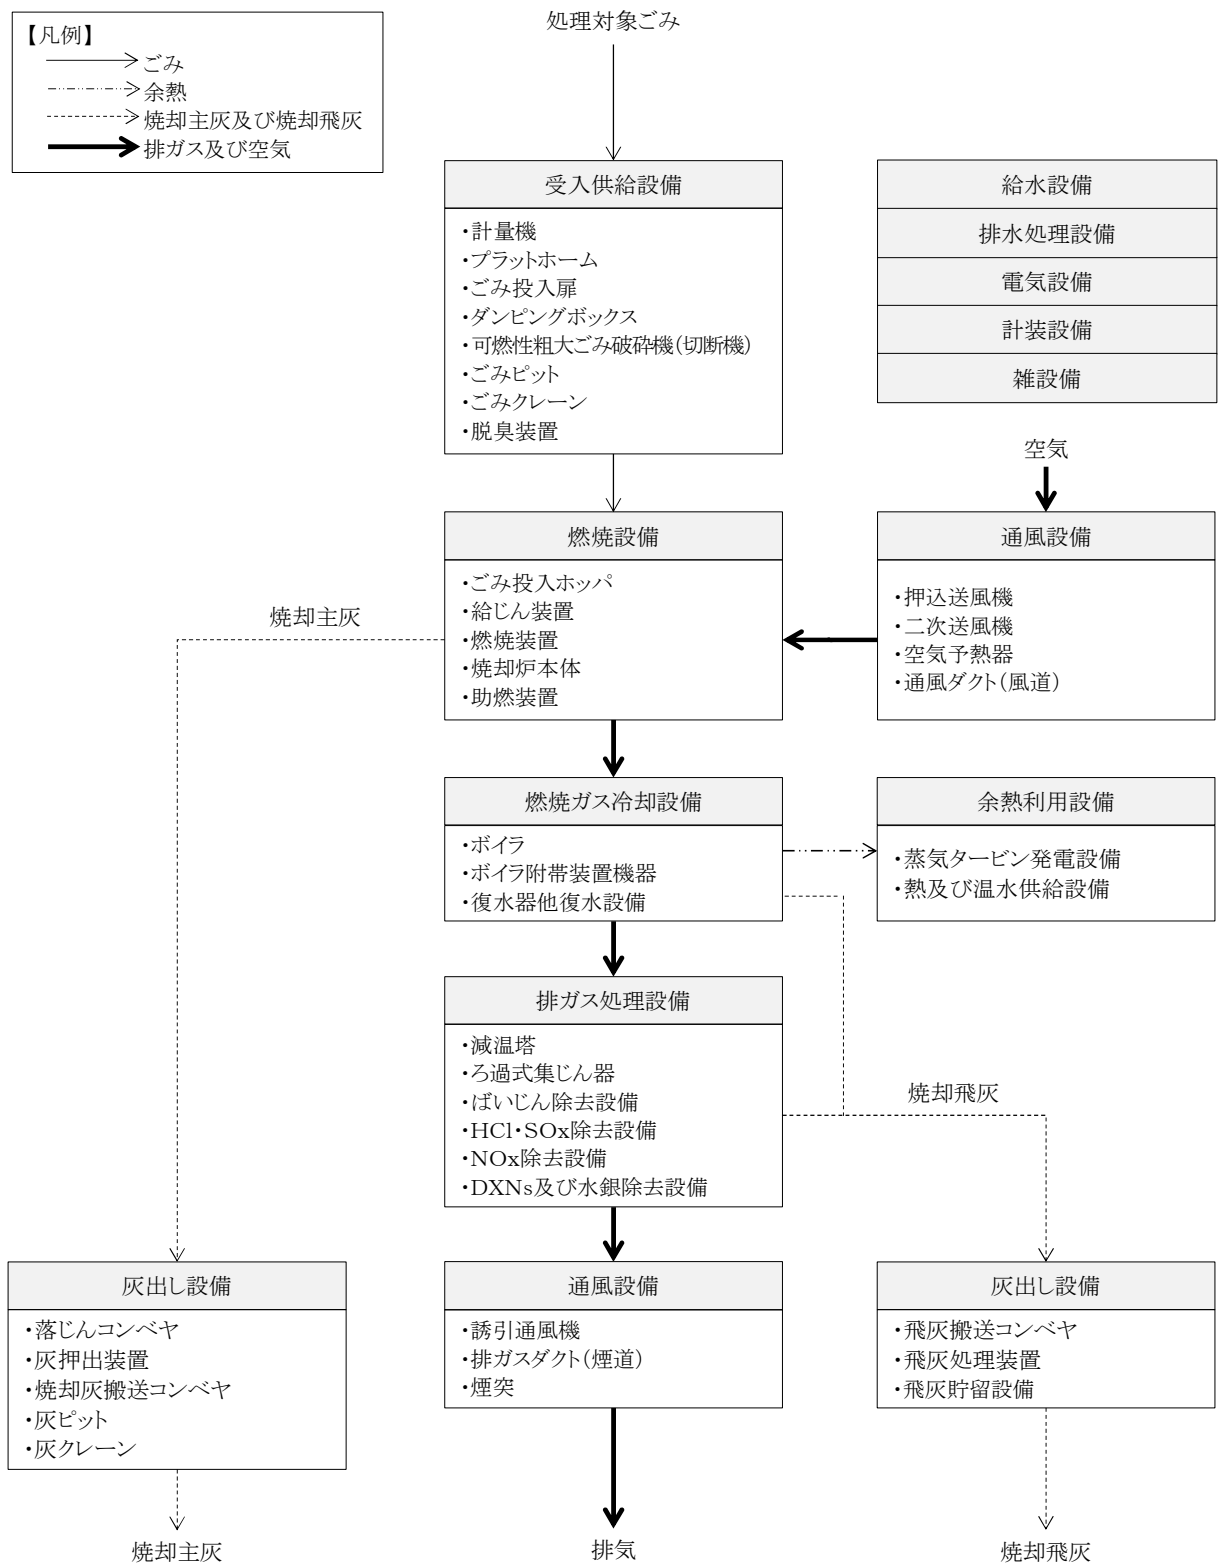 処理対象ごみ
【凡例】
ごみ
余熱
焼却主灰及び焼却飛灰
排ガス及び空気
受入供給設備
・計量機
・プラットホーム
・ごみ投入扉
・ダンピングボックス
・可燃性粗大ごみ破砕機(切断機)
・ごみピット
・ごみクレーン
・脱臭装置
給水設備
排水処理設備
電気設備
計装設備
雑設備
空気
燃焼設備
・ごみ投入ホッパ
・給じん装置
・燃焼装置
・焼却炉本体
・助燃装置
通風設備
・押込送風機
・二次送風機
・空気予熱器
・通風ダクト(風道)
焼却主灰
燃焼ガス冷却設備
・ボイラ
・ボイラ附帯装置機器
・復水器他復水設備
余熱利用設備
・蒸気タービン発電設備
・熱及び温水供給設備
排ガス処理設備
・減温塔
・ろ過式集じん器
・ばいじん除去設備
・HCl・SOx除去設備
・NOx除去設備
・DXNs及び水銀除去設備
焼却飛灰
灰出し設備
・落じんコンベヤ
・灰押出装置
・焼却灰搬送コンベヤ
・灰ピット
・灰クレーン
通風設備
・誘引通風機
・排ガスダクト(煙道)
・煙突
灰出し設備
・飛灰搬送コンベヤ
・飛灰処理装置
・飛灰貯留設備
焼却主灰
排気
焼却飛灰